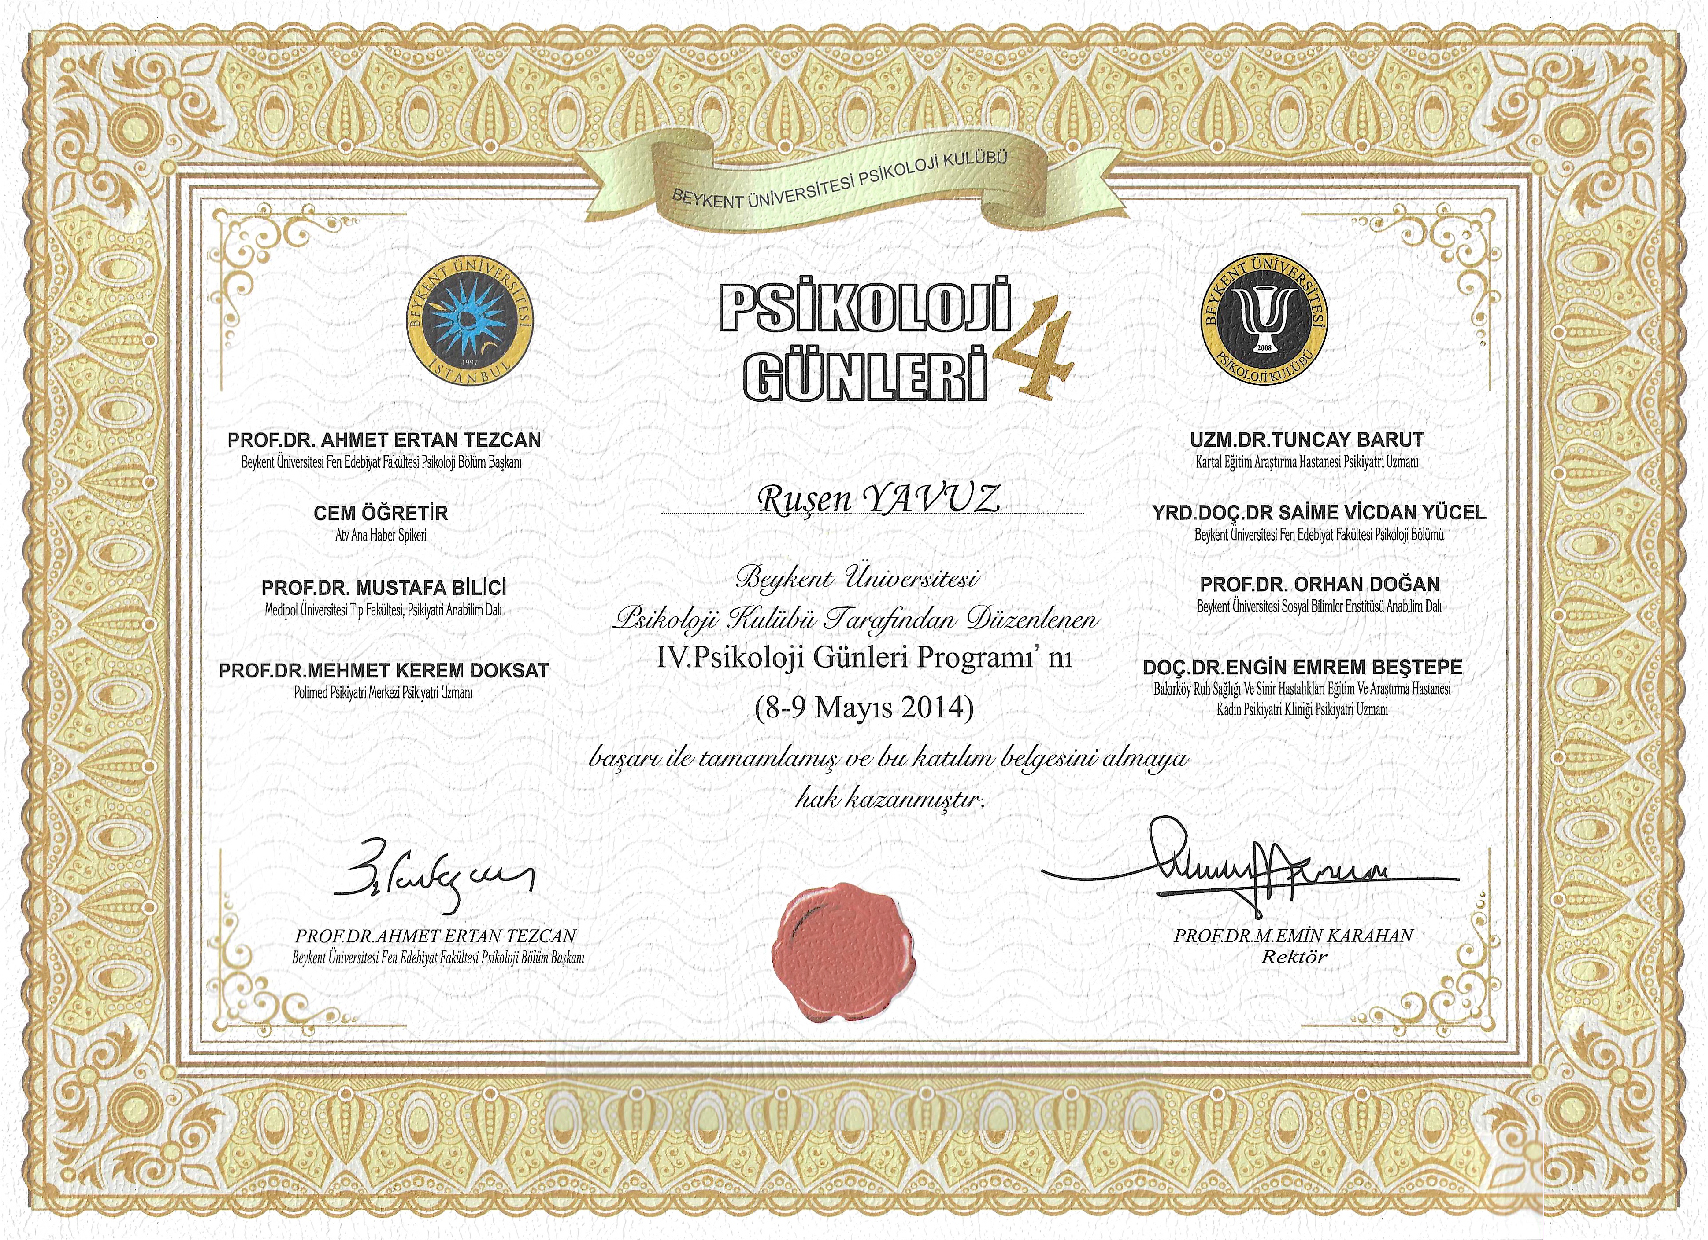 BEYKENT ÜNİVERSİTESİ PSİKOLOJİ KULÜBÜ
BEYKENT ÜNİVERSİTESİ
1997
İSTANBUL
PSİKOLOJİ
GÜNLERİ
4
BEYKENT ÜNİVERSİTESİ
2008
PSİKOLOJİ KULÜBÜ
PROF.DR. AHMET ERTAN TEZCAN
Beykent Üniversitesi Fen Edebiyat Fakültesi Psikoloji Bölüm Başkanı
CEM ÖĞRETİR
Atv Ana Haber Spikeri
PROF.DR. MUSTAFA BİLİCİ
Medipol Üniversitesi Tıp Fakültesi, Psikiyatri Anabilim Dalı
PROF.DR.MEHMET KEREM DOKSAT
Polimed Psikiyatri Merkezi Psikiyatri Uzmanı
Ruşen YAVUZ
Beykent Üniversitesi
Psikoloji Kulübü Tarafından Düzenlenen
IV.Psikoloji Günleri Programı' nı
(8-9 Mayıs 2014)
başarı ile tamamlamış ve bu katılım belgesini almaya
hak kazanmıştır.
UZM.DR.TUNCAY BARUT
Kartal Eğitim Araştırma Hastanesi Psikiyatri Uzmanı
YRD.DOÇ.DR SAİME VİCDAN YÜCEL
Beykent Üniversitesi Fen Edebiyat Fakültesi Psikoloji Bölümü
PROF.DR. ORHAN DOĞAN
Beykent Üniversitesi Sosyal Bilimler Enstitüsü Anabilim Dalı
DOÇ.DR.ENGİN EMREM BEŞTEPE
Bakırköy Ruh Sağlığı Ve Sinir Hastalıkları Eğitim Ve Araştırma Hastanesi
Kadın Psikiyatri Kliniği Psikiyatri Uzmanı
PROF.DR.AHMET ERTAN TEZCAN
Beykent Üniversitesi Fen Edebiyat Fakültesi Psikoloji Bölüm Başkanı
PROF.DR.M.EMİN KARAHAN
Rektör